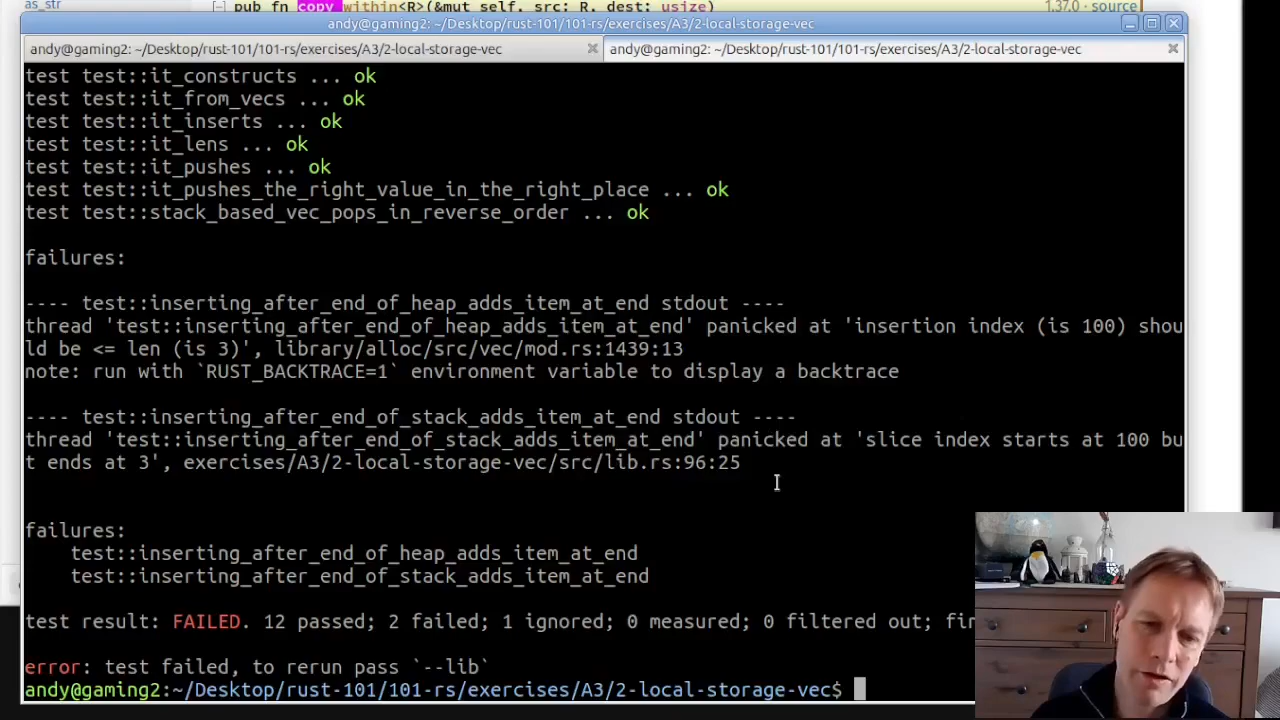 as_str
[−] pub fn copy_within<R>(&mut self, src: R, dest: usize)
1.37.0 · source
andy@gaming2: ~/Desktop/rust-101/101-rs/exercises/A3/2-local-storage-vec
andy@gaming2: ~/Desktop/rust-101/101-rs/exercises/A3/2-local-storage-vec
andy@gaming2: ~/Desktop/rust-101/101-rs/exercises/A3/2-local-storage-vec
test test::it_constructs ... ok
test test::it_from_vecs ... ok
test test::it_inserts ... ok
test test::it_lens ... ok
test test::it_pushes ... ok
test test::it_pushes_the_right_value_in_the_right_place ... ok
test test::stack_based_vec_pops_in_reverse_order ... ok
failures:
---- test::inserting_after_end_of_heap_adds_item_at_end stdout ----
thread 'test::inserting_after_end_of_heap_adds_item_at_end' panicked at 'insertion index (is 100) shou
ld be <= len (is 3)', library/alloc/src/vec/mod.rs:1439:13
note: run with `RUST_BACKTRACE=1` environment variable to display a backtrace
---- test::inserting_after_end_of_stack_adds_item_at_end stdout ----
thread 'test::inserting_after_end_of_stack_adds_item_at_end' panicked at 'slice index starts at 100 bu
t ends at 3', exercises/A3/2-local-storage-vec/src/lib.rs:96:25
failures:
test::inserting_after_end_of_heap_adds_item_at_end
test::inserting_after_end_of_stack_adds_item_at_end
test result: FAILED. 12 passed; 2 failed; 1 ignored; 0 measured; 0 filtered out; fin
error: test failed, to rerun pass `--lib`
andy@gaming2:~/Desktop/rust-101/101-rs/exercises/A3/2-local-storage-vec$